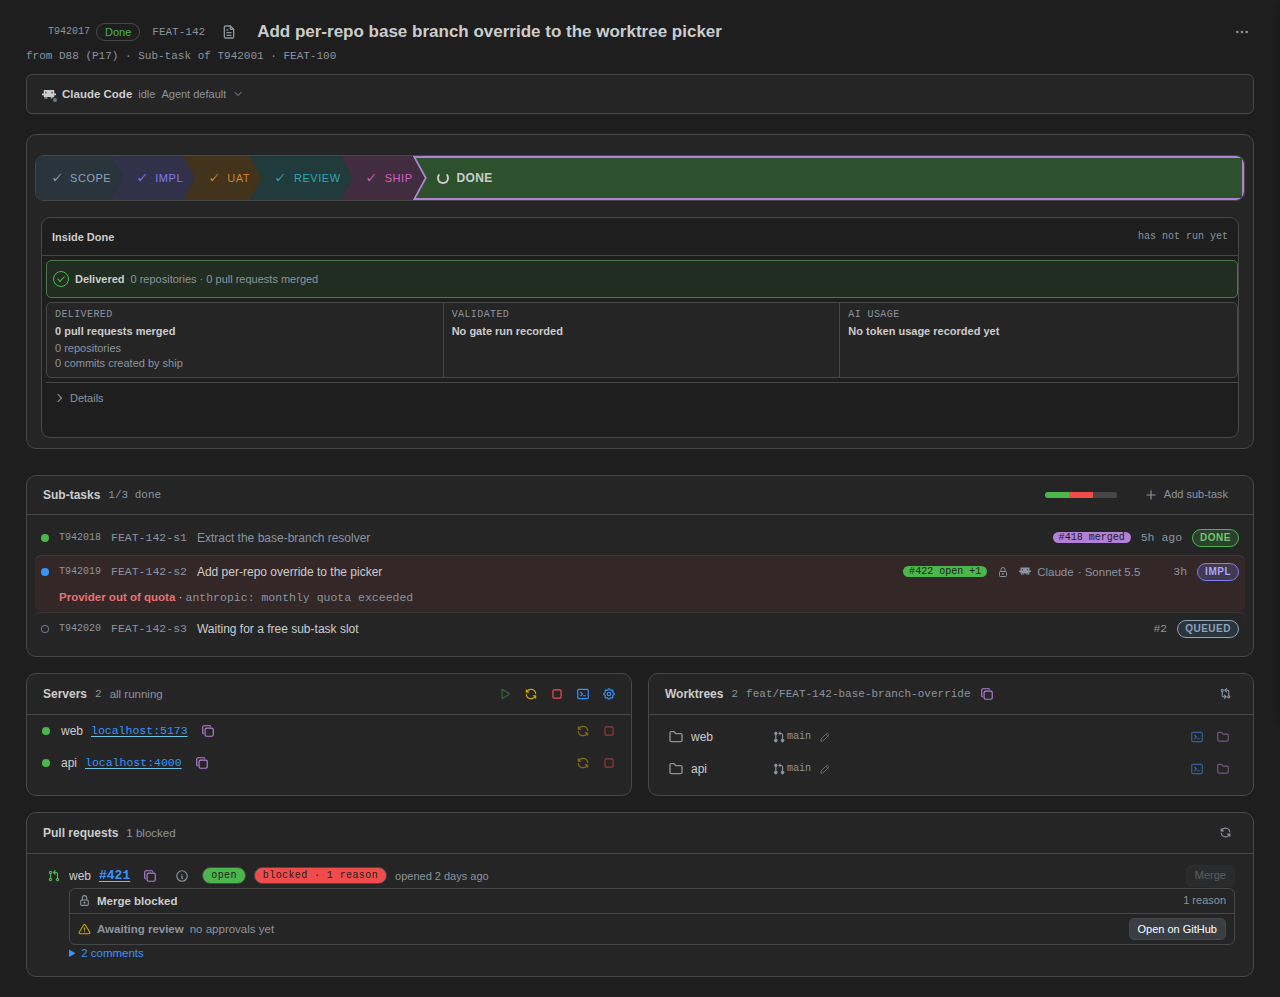 T942017 Done FEAT-142 Add per-repo base branch override to the worktree picker
from D88 (P17) · Sub-task of T942001 · FEAT-100
Claude Code idle Agent default
SCOPE IMPL UAT REVIEW SHIP DONE
Inside Done has not run yet
Delivered 0 repositories · 0 pull requests merged
DELIVERED VALIDATED AI USAGE
0 pull requests merged No gate run recorded No token usage recorded yet
0 repositories
0 commits created by ship
Details
Sub-tasks 1/3 done Add sub-task
T942018 FEAT-142-s1 Extract the base-branch resolver #418 merged 5h ago DONE
T942019 FEAT-142-s2 Add per-repo override to the picker #422 open +1 Claude · Sonnet 5.5 3h IMPL
Provider out of quota · anthropic: monthly quota exceeded
T942020 FEAT-142-s3 Waiting for a free sub-task slot #2 QUEUED
Servers 2 all running
web localhost:5173
api localhost:4000
Worktrees 2 feat/FEAT-142-base-branch-override
web main
api main
Pull requests 1 blocked
web #421 open blocked · 1 reason opened 2 days ago Merge
Merge blocked 1 reason
Awaiting review no approvals yet Open on GitHub
2 comments